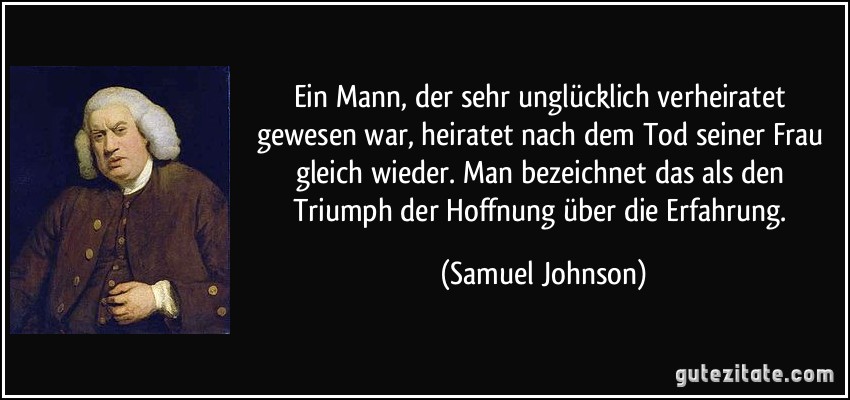 Ein Mann, der sehr unglücklich verheiratet
gewesen war, heiratet nach dem Tod seiner Frau
gleich wieder. Man bezeichnet das als den
Triumph der Hoffnung über die Erfahrung.
(Samuel Johnson)
gutezitate.com